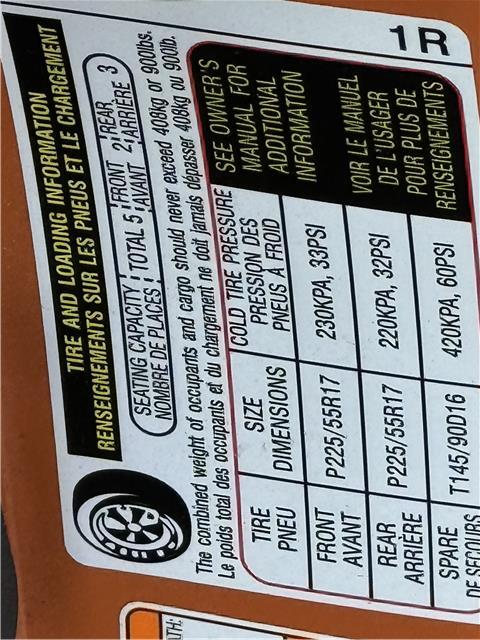 1R
TIRE AND LOADING INFORMATION
RENSEIGNEMENTS SUR LES PNEUS ET LE CHARGEMENT
SEATING CAPACITY TOTAL 5 FRONT 2 REAR 3
NOMBRE DE PLACES AVANT ARRIÈRE
The combined weight of occupants and cargo should never exceed 408kg or 900lbs.
Le poids total des occupants et du chargement ne doit jamais dépasser 408kg ou 900lb.
TIRE SIZE COLD TIRE PRESSURE SEE OWNER'S
PNEU DIMENSIONS PRESSION DES MANUAL FOR
PNEUS À FROID ADDITIONAL
INFORMATION
FRONT P225/55R17 230KPA, 33PSI
AVANT
REAR P225/55R17 220KPA, 32PSI VOIR LE MANUEL
ARRIÈRE DE L'USAGER
SPARE T145/90D16 420KPA, 60PSI POUR PLUS DE
DE SECOURS RENSEIGNEMENTS
ATH: